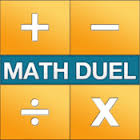 + −
MATH DUEL
÷ x